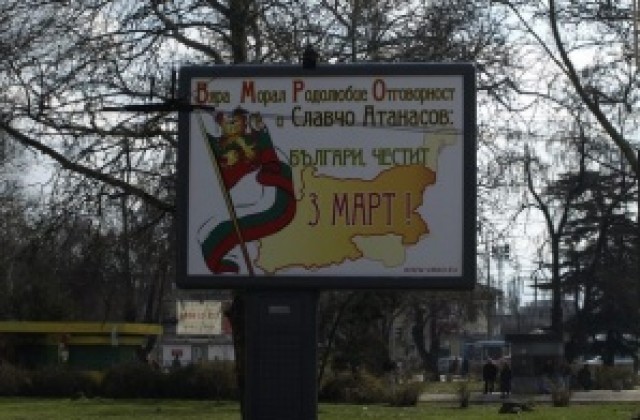 Вяра Морал Родолюбие Отговорност
и Славчо Атанасов:
БЪЛГАРИ, ЧЕСТИТ
3 МАРТ!